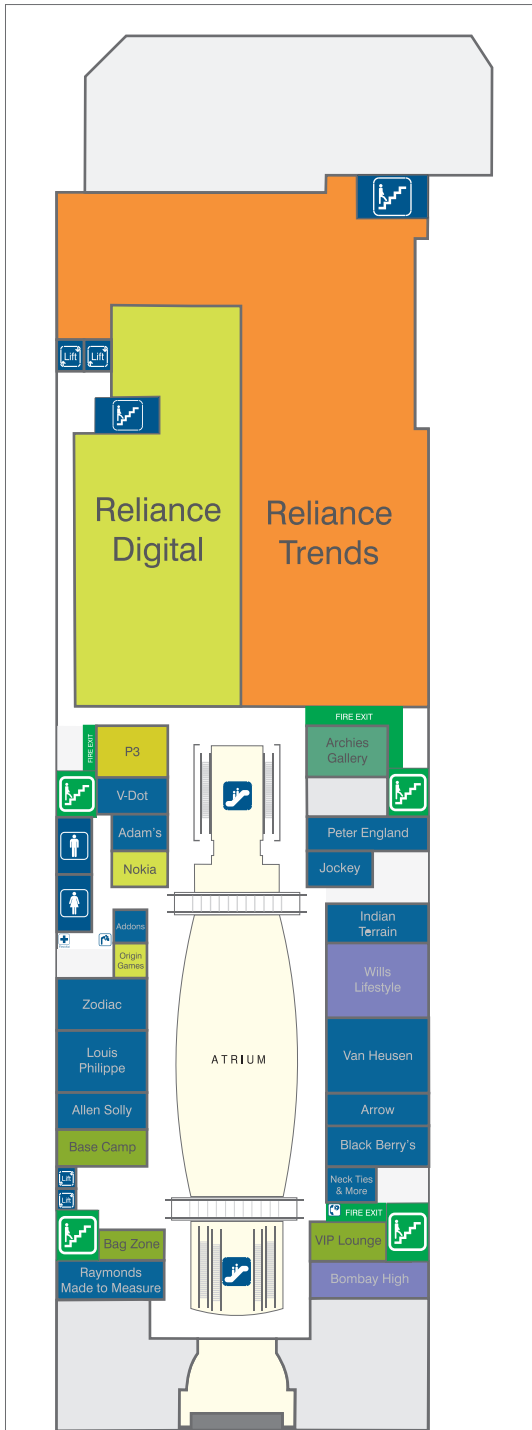 Lift
Lift
Reliance
Digital
Reliance
Trends
FIRE EXIT
FIRE EXIT
P3
Archies
Gallery
V-Dot
Adam's
Peter England
Nokia
Jockey
Addons
Indian
Terrain
Origin
Games
Wills
Lifestyle
Zodiac
Louis
Philippe
ATRIUM
Van Heusen
Allen Solly
Arrow
Base Camp
Black Berry's
Lift
Lift
Neck Ties
& More
FIRE EXIT
Bag Zone
VIP Lounge
Raymonds
Made to Measure
Bombay High